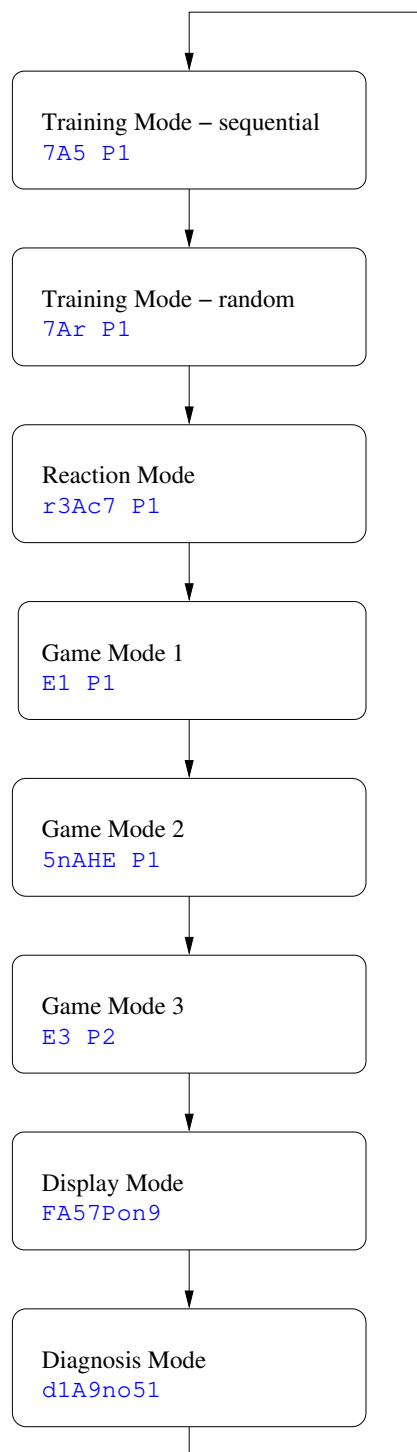 Training Mode – sequential
7A5 P1
Training Mode – random
7Ar P1
Reaction Mode
r3Ac7 P1
Game Mode 1
E1 P1
Game Mode 2
5nAHE P1
Game Mode 3
E3 P2
Display Mode
FA57Pon9
Diagnosis Mode
d1A9no51